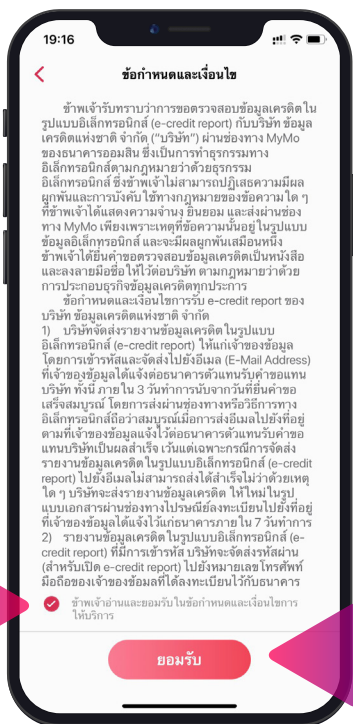 19:16
ข้อกำหนดและเงื่อนไข
ข้าพเจ้ารับทราบว่าการขอตรวจสอบข้อมูลเครดิตใน
รูปแบบอิเล็กทรอนิกส์ (e-credit report) กับบริษัท ข้อมูล
เครดิตแห่งชาติ จำกัด ("บริษัท") ผ่านช่องทาง MyMo
ของธนาคารออมสิน ซึ่งเป็นการทำธุรกรรมทาง
อิเล็กทรอนิกส์ตามกฎหมายว่าด้วยธุรกรรม
อิเล็กทรอนิกส์ ซึ่งข้าพเจ้าไม่สามารถปฏิเสธความมีผล
ผูกพันและการบังคับใช้ทางกฎหมายของข้อความใด ๆ
ที่ข้าพเจ้าได้แสดงความจำนง ยินยอม และส่งผ่านช่อง
ทาง MyMo เพียงเพราะเหตุที่ข้อความนั้นอยู่ในรูปแบบ
ข้อมูลอิเล็กทรอนิกส์ และจะมีผลผูกพันเสมือนหนึ่ง
ข้าพเจ้าได้ยื่นคำขอตรวจสอบข้อมูลเครดิตเป็นหนังสือ
และลงลายมือชื่อให้ไว้ต่อบริษัท ตามกฎหมายว่าด้วย
การประกอบธุรกิจข้อมูลเครดิตทุกประการ
ข้อกำหนดและเงื่อนไขการรับ e-credit report ของ
บริษัท ข้อมูลเครดิตแห่งชาติ จำกัด
1) บริษัทจัดส่งรายงานข้อมูลเครดิตในรูปแบบ
อิเล็กทรอนิกส์ (e-credit report) ให้แก่เจ้าของข้อมูล
โดยการเข้ารหัสและจัดส่งไปยังอีเมล (E-Mail Address)
ที่เจ้าของข้อมูลได้แจ้งต่อธนาคารตัวแทนรับคำขอแทน
บริษัท ทั้งนี้ ภายใน 3 วันทำการนับจากวันที่ยื่นคำขอ
เสร็จสมบูรณ์ โดยการส่งผ่านช่องทางหรือวิธีการทาง
อิเล็กทรอนิกส์ถือว่าสมบูรณ์เมื่อการส่งอีเมลไปยังที่อยู่
ตามที่เจ้าของข้อมูลแจ้งไว้ต่อธนาคารตัวแทนรับคำขอ
แทนบริษัทเป็นผลสำเร็จ เว้นแต่เฉพาะกรณีการจัดส่ง
รายงานข้อมูลเครดิตในรูปแบบอิเล็กทรอนิกส์ (e-credit
report) ไปยังอีเมลไม่สามารถส่งได้สำเร็จไม่ว่าด้วยเหตุ
ใด ๆ บริษัทจะส่งรายงานข้อมูลเครดิต ให้ใหม่ในรูป
แบบเอกสารผ่านช่องทางไปรษณีย์ลงทะเบียนไปยังที่อยู่
ที่เจ้าของข้อมูลได้แจ้งไว้แก่ธนาคารภายใน 7 วันทำการ
2) รายงานข้อมูลเครดิตในรูปแบบอิเล็กทรอนิกส์ (e-
credit report) ที่มีการเข้ารหัส บริษัทจะจัดส่งรหัสผ่าน
(สำหรับเปิด e-credit report) ไปยังหมายเลขโทรศัพท์
มือถือของเจ้าของข้อมูลที่ได้ลงทะเบียนไว้กับธนาคาร
ข้าพเจ้าอ่านและยอมรับในข้อกำหนดและเงื่อนไขการ
ให้บริการ
ยอมรับ